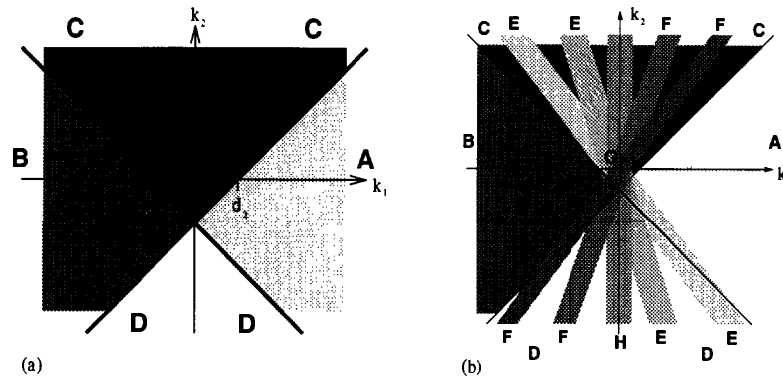 C k₂ C
B A
k₁
d₂
D D
(a)
C E E k₂ F F C
B A
k
G
F D F H E D E
(b)